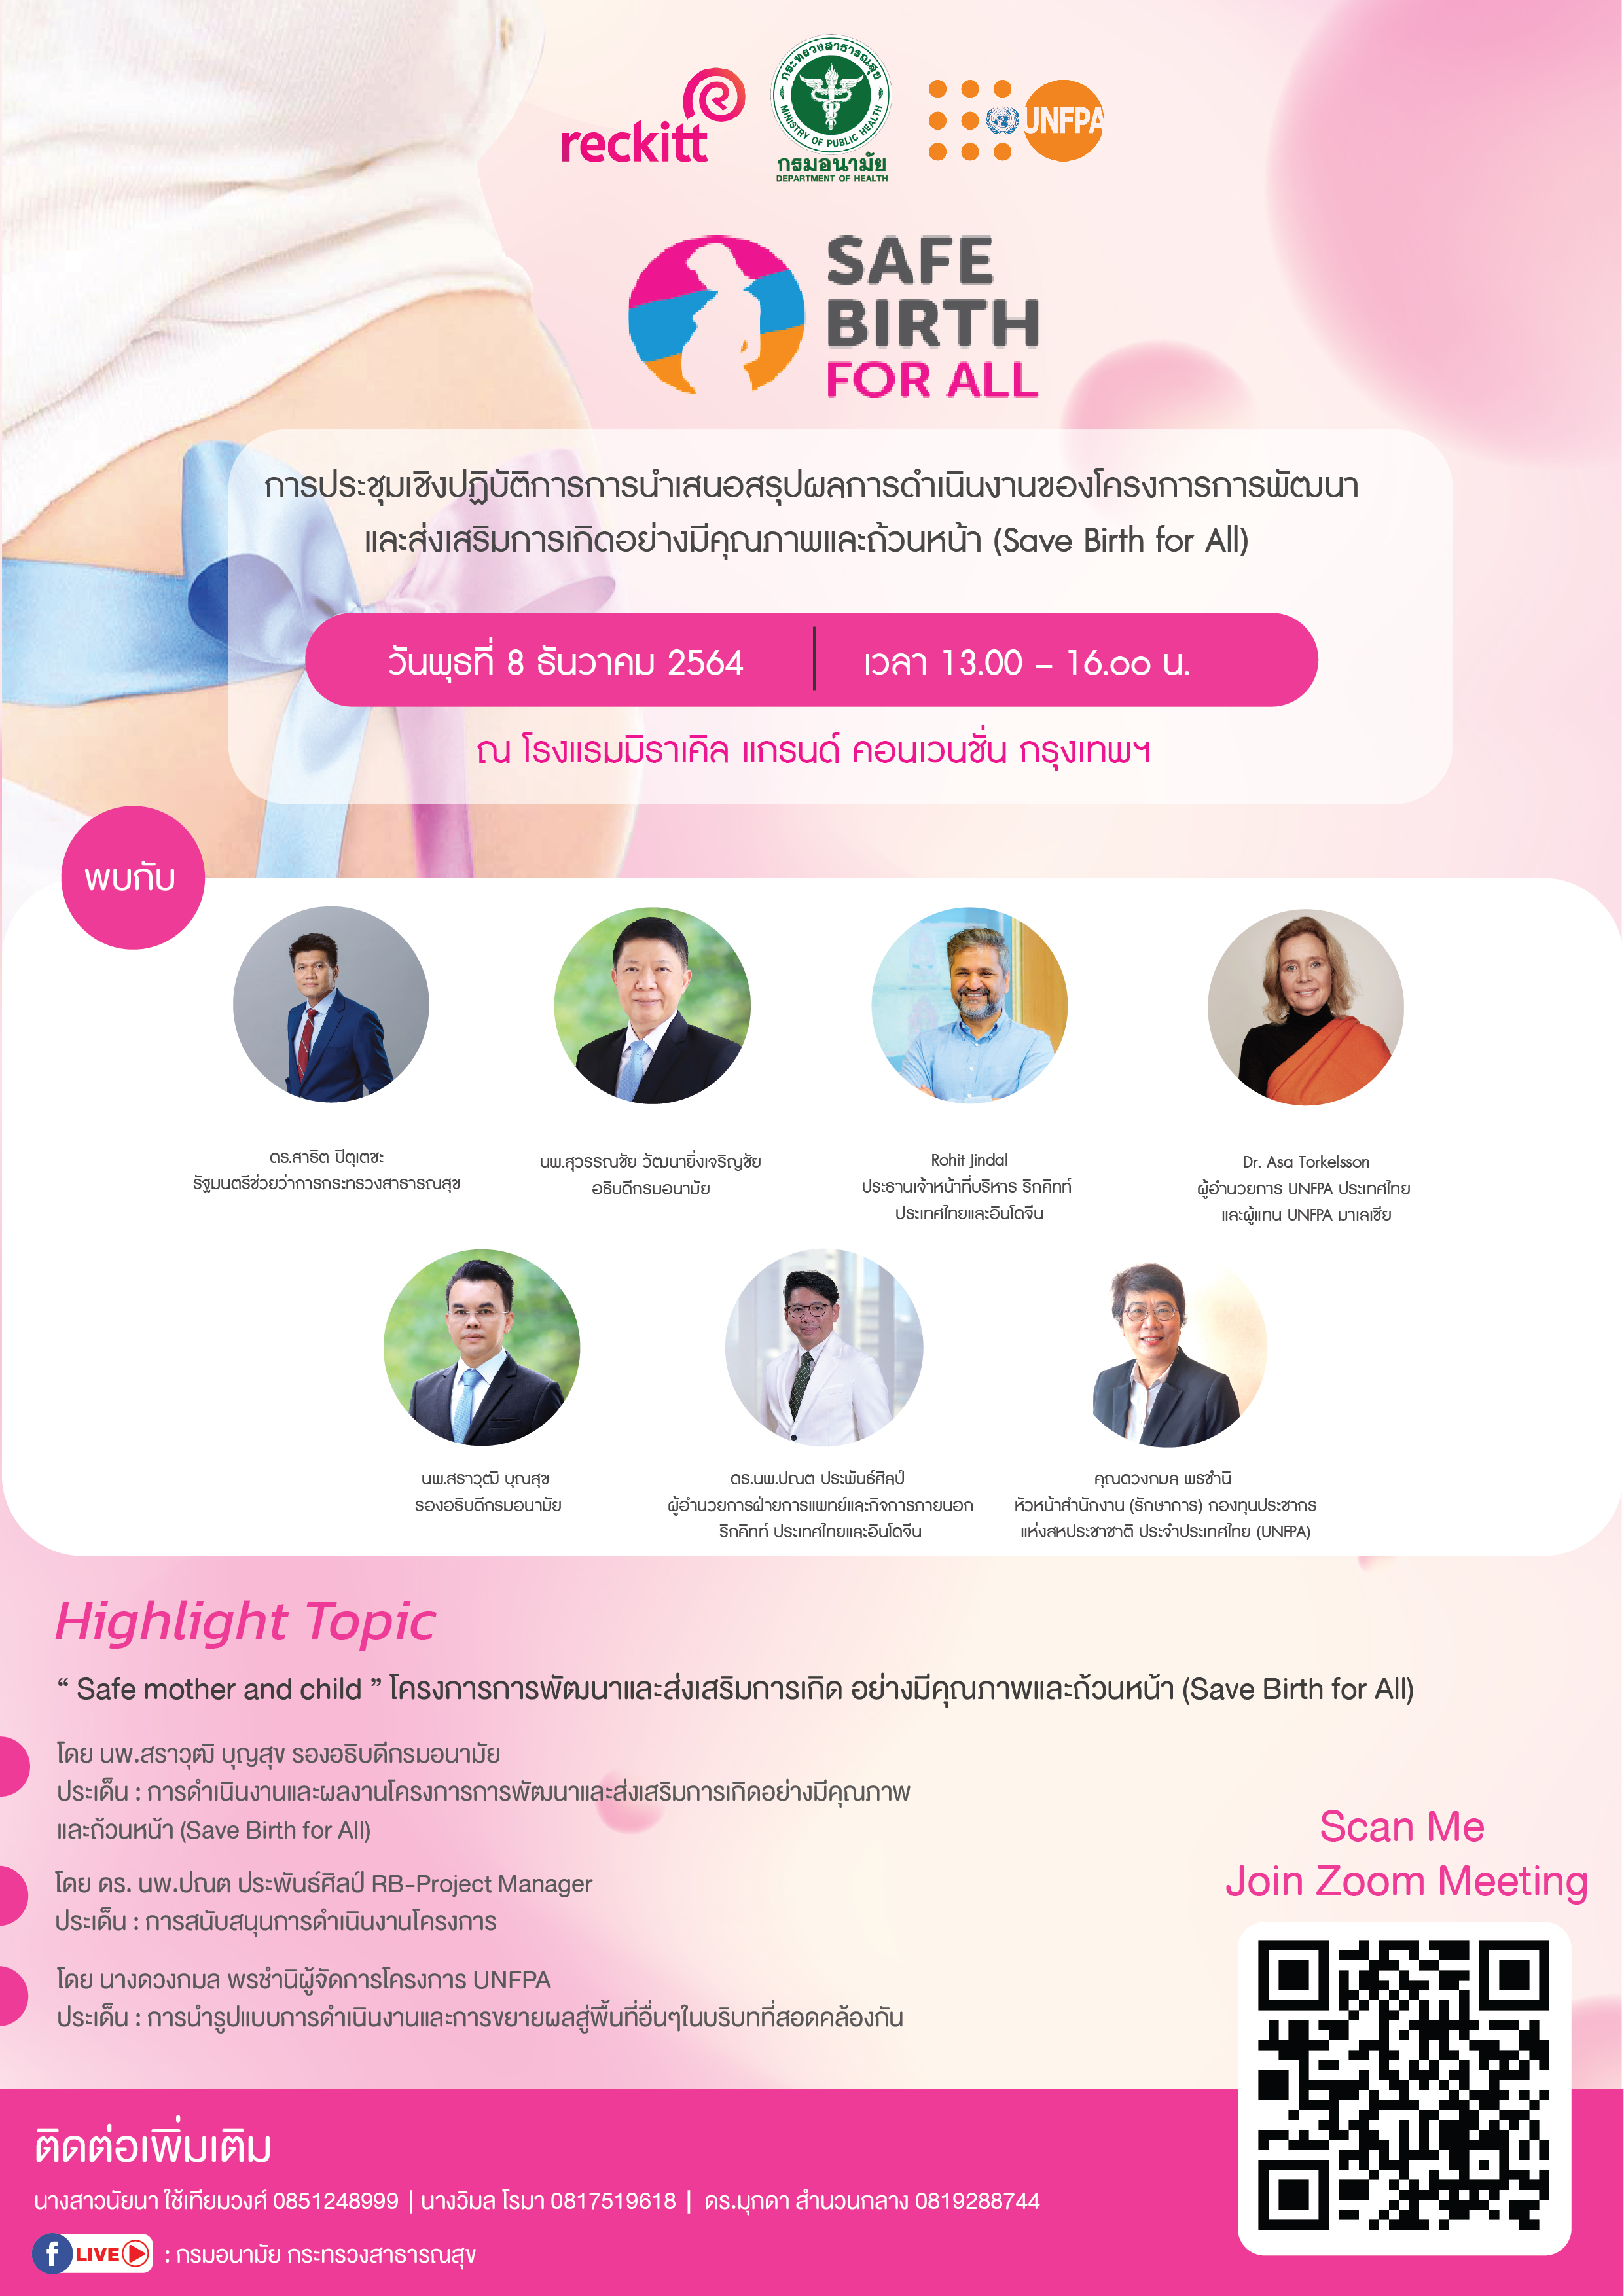 reckitt
กระทรวงสาธารณสุข
MINISTRY OF PUBLIC HEALTH
กรมอนามัย
DEPARTMENT OF HEALTH
UNFPA
SAFE
BIRTH
FOR ALL
การประชุมเชิงปฏิบัติการการนำเสนอสรุปผลการดำเนินงานของโครงการการพัฒนา
และส่งเสริมการเกิดอย่างมีคุณภาพและถ้วนหน้า (Save Birth for All)
วันพุธที่ 8 ธันวาคม 2564 | เวลา 13.00 – 16.๐๐ น.
ณ โรงแรมมิราเคิล แกรนด์ คอนเวนชั่น กรุงเทพฯ
พบกับ
ดร.สาธิต ปิตุเตชะ
รัฐมนตรีช่วยว่าการกระทรวงสาธารณสุข
นพ.สุวรรณชัย วัฒนายิ่งเจริญชัย
อธิบดีกรมอนามัย
Rohit Jindal
ประธานเจ้าหน้าที่บริหาร ริกคิทท์
ประเทศไทยและอินโดจีน
Dr. Asa Torkelsson
ผู้อำนวยการ UNFPA ประเทศไทย
และผู้แทน UNFPA มาเลเซีย
นพ.สราวุฒิ บุณสุข
รองอธิบดีกรมอนามัย
ดร.นพ.ปณต ประพันธ์ศิลป์
ผู้อำนวยการฝ่ายการแพทย์และกิจการภายนอก
ริกคิทท์ ประเทศไทยและอินโดจีน
คุณดวงกมล พรชำนิ
หัวหน้าสำนักงาน (รักษาการ) กองทุนประชากร
แห่งสหประชาชาติ ประจำประเทศไทย (UNFPA)
Highlight Topic
“ Safe mother and child ” โครงการการพัฒนาและส่งเสริมการเกิด อย่างมีคุณภาพและถ้วนหน้า (Save Birth for All)
โดย นพ.สราวุฒิ บุญสุข รองอธิบดีกรมอนามัย
ประเด็น : การดำเนินงานและผลงานโครงการการพัฒนาและส่งเสริมการเกิดอย่างมีคุณภาพ
และถ้วนหน้า (Save Birth for All)
โดย ดร. นพ.ปณต ประพันธ์ศิลป์ RB-Project Manager
ประเด็น : การสนับสนุนการดำเนินงานโครงการ
โดย นางดวงกมล พรชำนิผู้จัดการโครงการ UNFPA
ประเด็น : การนำรูปแบบการดำเนินงานและการขยายผลสู่พื้นที่อื่นๆในบริบทที่สอดคล้องกัน
Scan Me
Join Zoom Meeting
ติดต่อเพิ่มเติม
นางสาวนัยนา ใช้เทียมวงศ์ 0851248999 | นางวิมล โรมา 0817519618 | ดร.มุกดา สำนวนกลาง 0819288744
f LIVE : กรมอนามัย กระทรวงสาธารณสุข